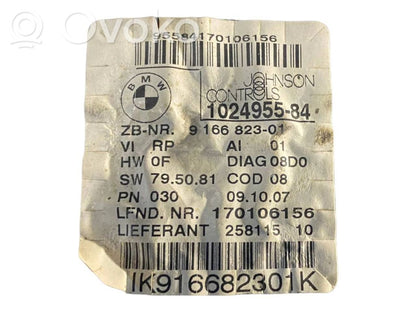 Ovoko
95584170106156
BMW
JOHNSON
CONTROLS
1024955-84
ZB-NR. 9 166 823-01
VI RP AI 01
HW 0F DIAG 08D0
SW 79.50.81 COD 08
PN 030 09.10.07
LFND. NR. 170106156
LIEFERANT 258115 10
IK916682301K